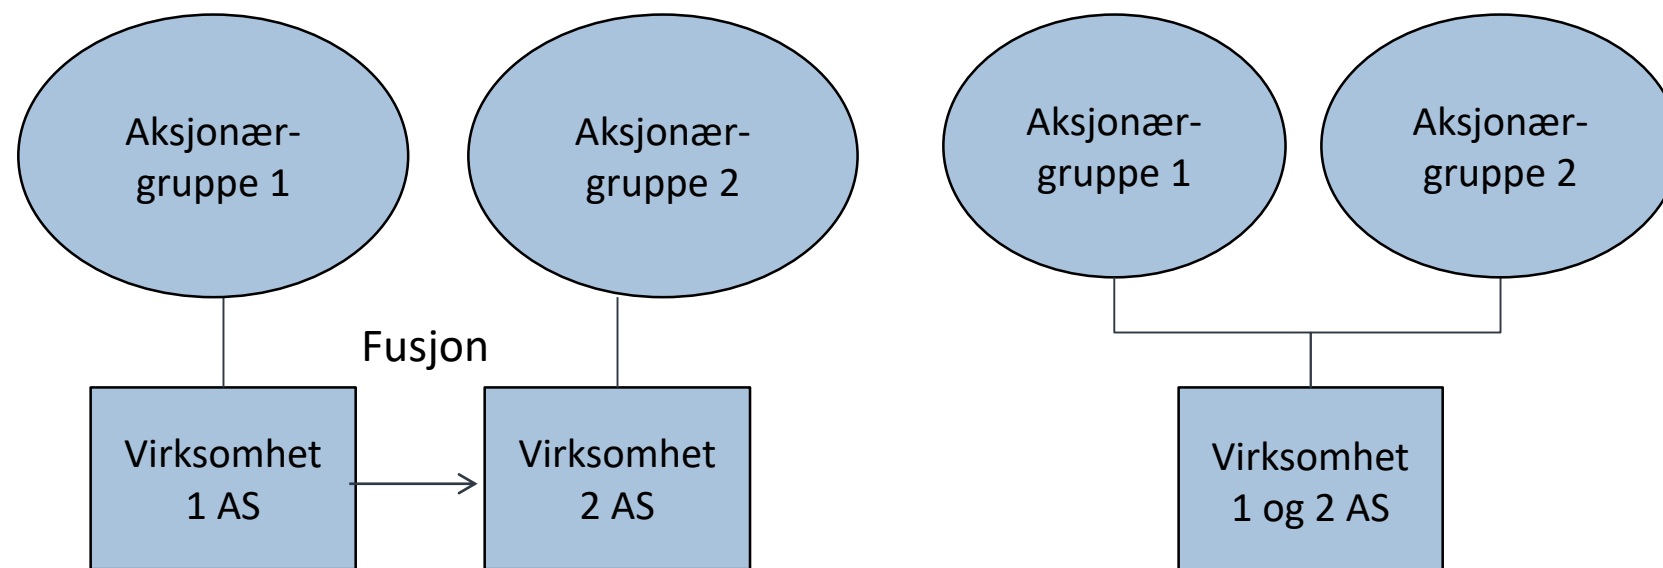 Aksjonær-
gruppe 1
Aksjonær-
gruppe 2
Fusjon
Virksomhet
1 AS
Virksomhet
2 AS
Aksjonær-
gruppe 1
Aksjonær-
gruppe 2
Virksomhet
1 og 2 AS